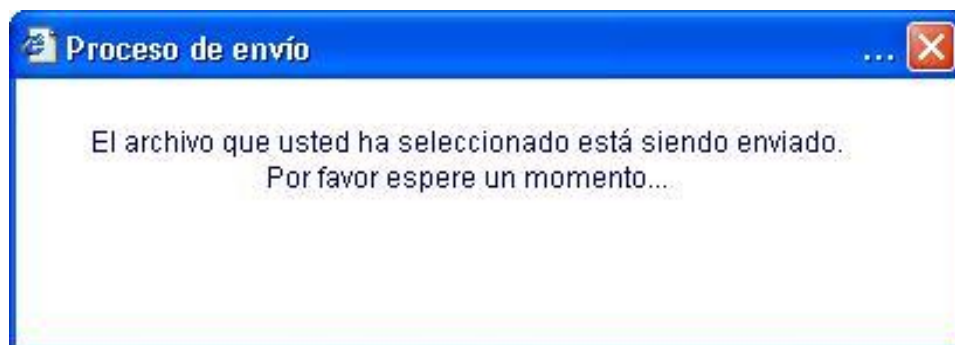 Proceso de envío ...
El archivo que usted ha seleccionado está siendo enviado.
Por favor espere un momento...